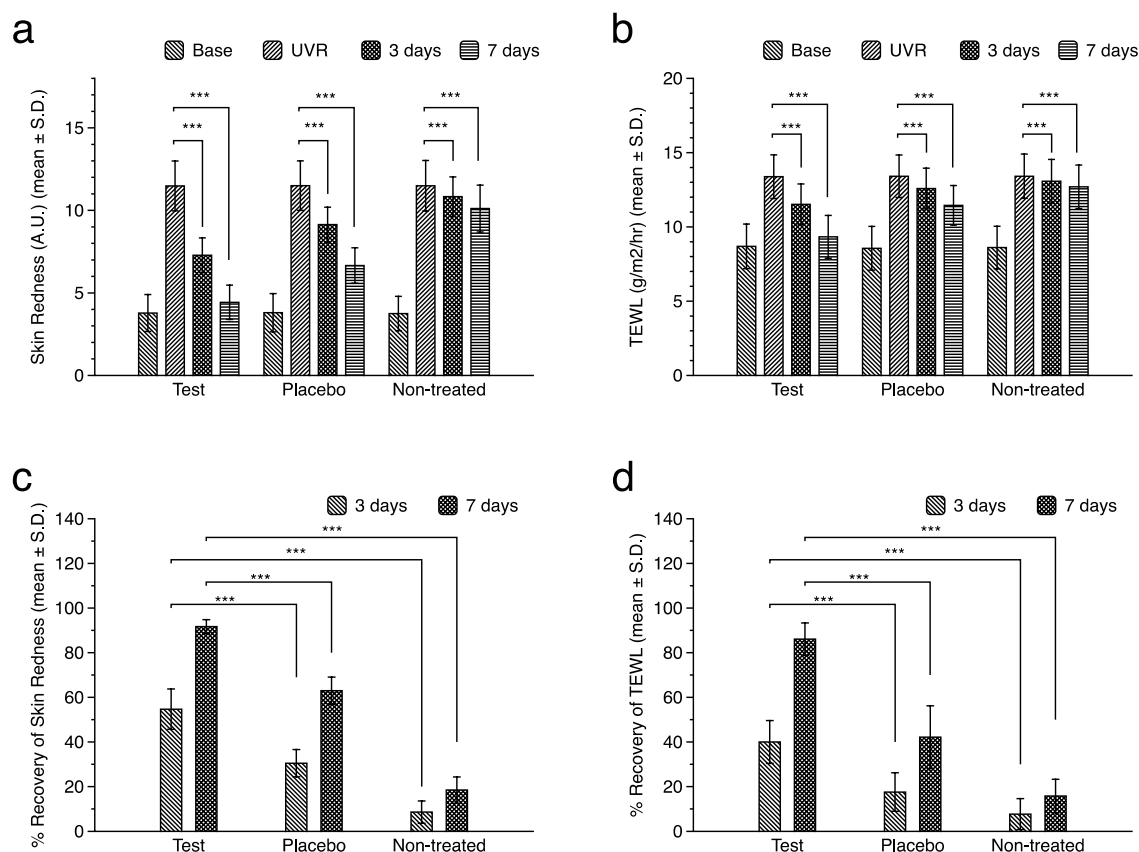 a
Base UVR 3 days 7 days
Skin Redness (A.U.) (mean ± S.D.)
15
10
5
0
*** ***
*** ***
*** ***
Test Placebo Non-treated
b
Base UVR 3 days 7 days
TEWL (g/m2/hr) (mean ± S.D.)
20
15
10
5
0
*** ***
*** ***
*** ***
Test Placebo Non-treated
c
3 days 7 days
% Recovery of Skin Redness (mean ± S.D.)
140
120
100
80
60
40
20
0
***
***
***
***
Test Placebo Non-treated
d
3 days 7 days
% Recovery of TEWL (mean ± S.D.)
140
120
100
80
60
40
20
0
***
***
***
***
Test Placebo Non-treated